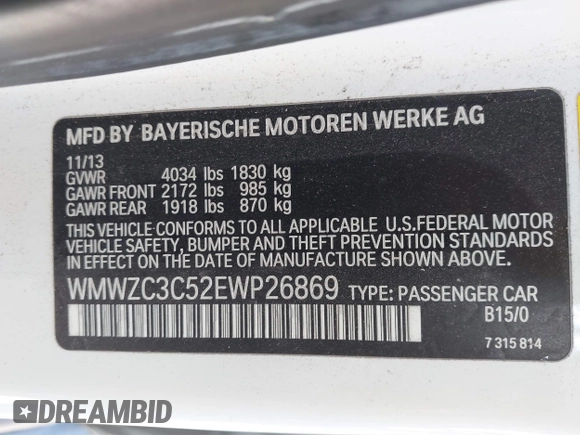 MFD BY BAYERISCHE MOTOREN WERKE AG
11/13
GVWR 4034 lbs 1830 kg
GAWR FRONT 2172 lbs 985 kg
GAWR REAR 1918 lbs 870 kg
THIS VEHICLE CONFORMS TO ALL APPLICABLE U.S.FEDERAL MOTOR
VEHICLE SAFETY, BUMPER AND THEFT PREVENTION STANDARDS
IN EFFECT ON THE DATE OF MANUFACTURE SHOWN ABOVE.
WMWZC3C52EWP26869 TYPE: PASSENGER CAR
B15/0
7 315 814
DREAMBID